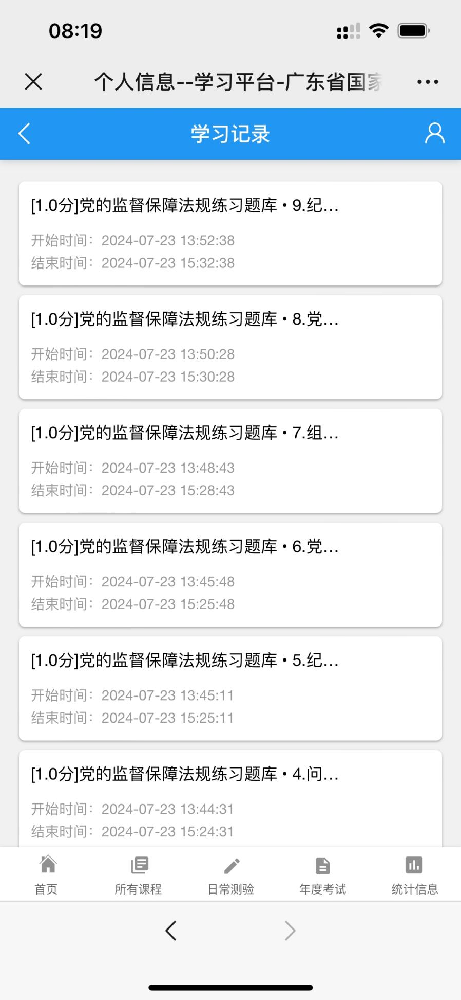 08:19
个人信息--学习平台-广东省国家
学习记录
[1.0分]党的监督保障法规练习题库·9.纪...
开始时间：2024-07-23 13:52:38
结束时间：2024-07-23 15:32:38
[1.0分]党的监督保障法规练习题库·8.党...
开始时间：2024-07-23 13:50:28
结束时间：2024-07-23 15:30:28
[1.0分]党的监督保障法规练习题库·7.组...
开始时间：2024-07-23 13:48:43
结束时间：2024-07-23 15:28:43
[1.0分]党的监督保障法规练习题库·6.党...
开始时间：2024-07-23 13:45:48
结束时间：2024-07-23 15:25:48
[1.0分]党的监督保障法规练习题库·5.纪...
开始时间：2024-07-23 13:45:11
结束时间：2024-07-23 15:25:11
[1.0分]党的监督保障法规练习题库·4.问...
开始时间：2024-07-23 13:44:31
结束时间：2024-07-23 15:24:31
首页 所有课程 日常测验 年度考试 统计信息